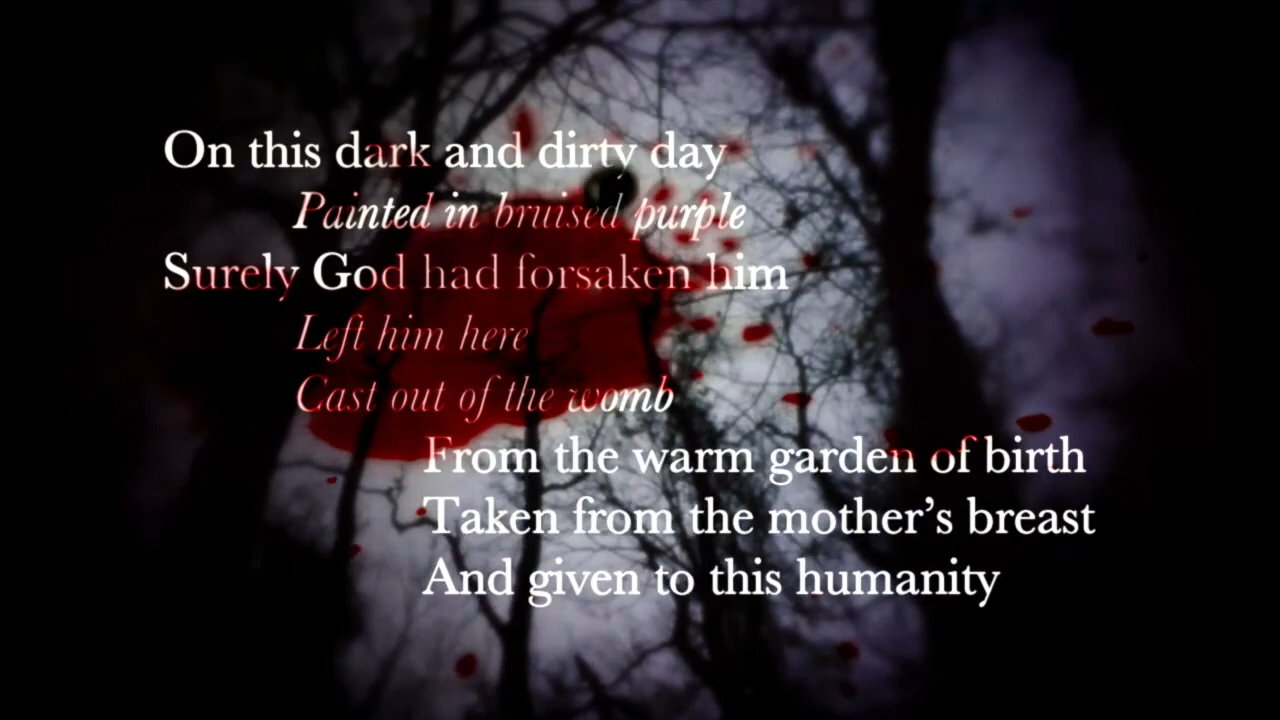 On this dark and dirty day
Painted in bruised purple
Surely God had forsaken him
Left him here
Cast out of the womb
From the warm garden of birth
Taken from the mother’s breast
And given to this humanity